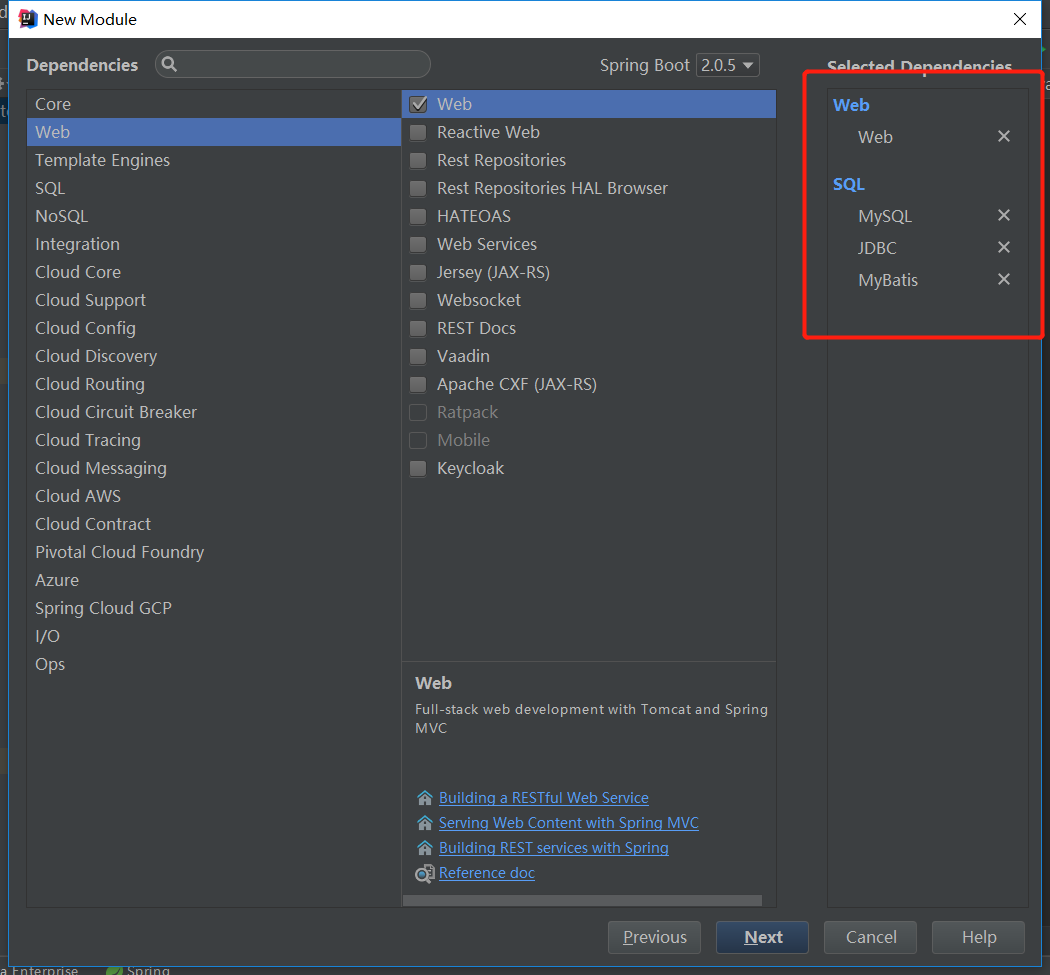 New Module
Dependencies
Spring Boot 2.0.5
Selected Dependencies
Core
Web
Template Engines
SQL
NoSQL
Integration
Cloud Core
Cloud Support
Cloud Config
Cloud Discovery
Cloud Routing
Cloud Circuit Breaker
Cloud Tracing
Cloud Messaging
Cloud AWS
Cloud Contract
Pivotal Cloud Foundry
Azure
Spring Cloud GCP
I/O
Ops
Web
Reactive Web
Rest Repositories
Rest Repositories HAL Browser
HATEOAS
Web Services
Jersey (JAX-RS)
Websocket
REST Docs
Vaadin
Apache CXF (JAX-RS)
Ratpack
Mobile
Keycloak
Web
Full-stack web development with Tomcat and Spring
MVC
Building a RESTful Web Service
Serving Web Content with Spring MVC
Building REST services with Spring
Reference doc
Web
Web
SQL
MySQL
JDBC
MyBatis
Previous
Next
Cancel
Help
a Enterprise
Spring